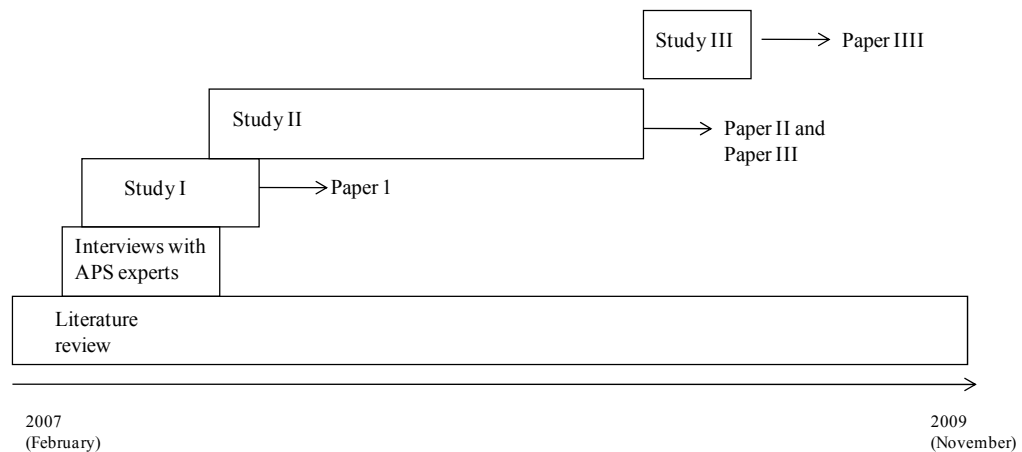 Study III
Paper IIII
Study II
Paper II and
Paper III
Study I
Paper 1
Interviews with
APS experts
Literature
review
2007
(February)
2009
(November)